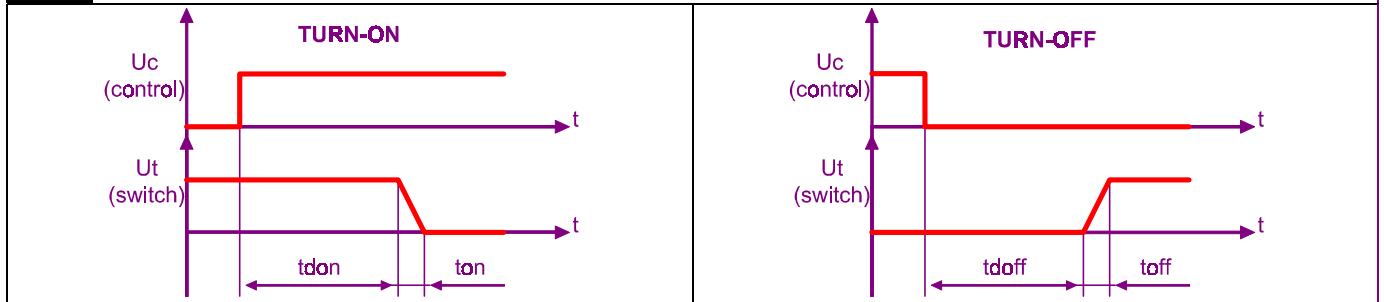 TURN-ON
Uc
(control)
t
Ut
(switch)
t
tdon
ton
TURN-OFF
Uc
(control)
t
Ut
(switch)
t
tdoff
toff